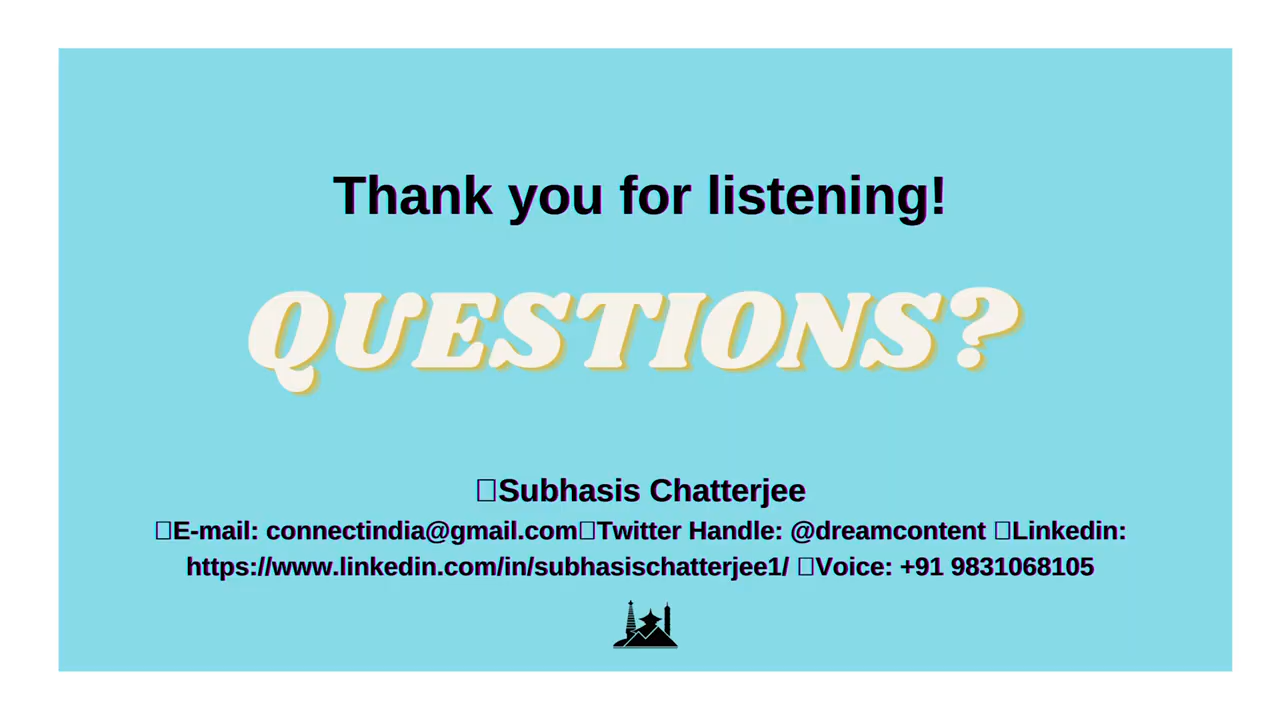 Thank you for listening!
QUESTIONS?
Subhasis Chatterjee
E-mail: connectindia@gmail.com Twitter Handle: @dreamcontent Linkedin:
https://www.linkedin.com/in/subhasischatterjee1/ Voice: +91 9831068105